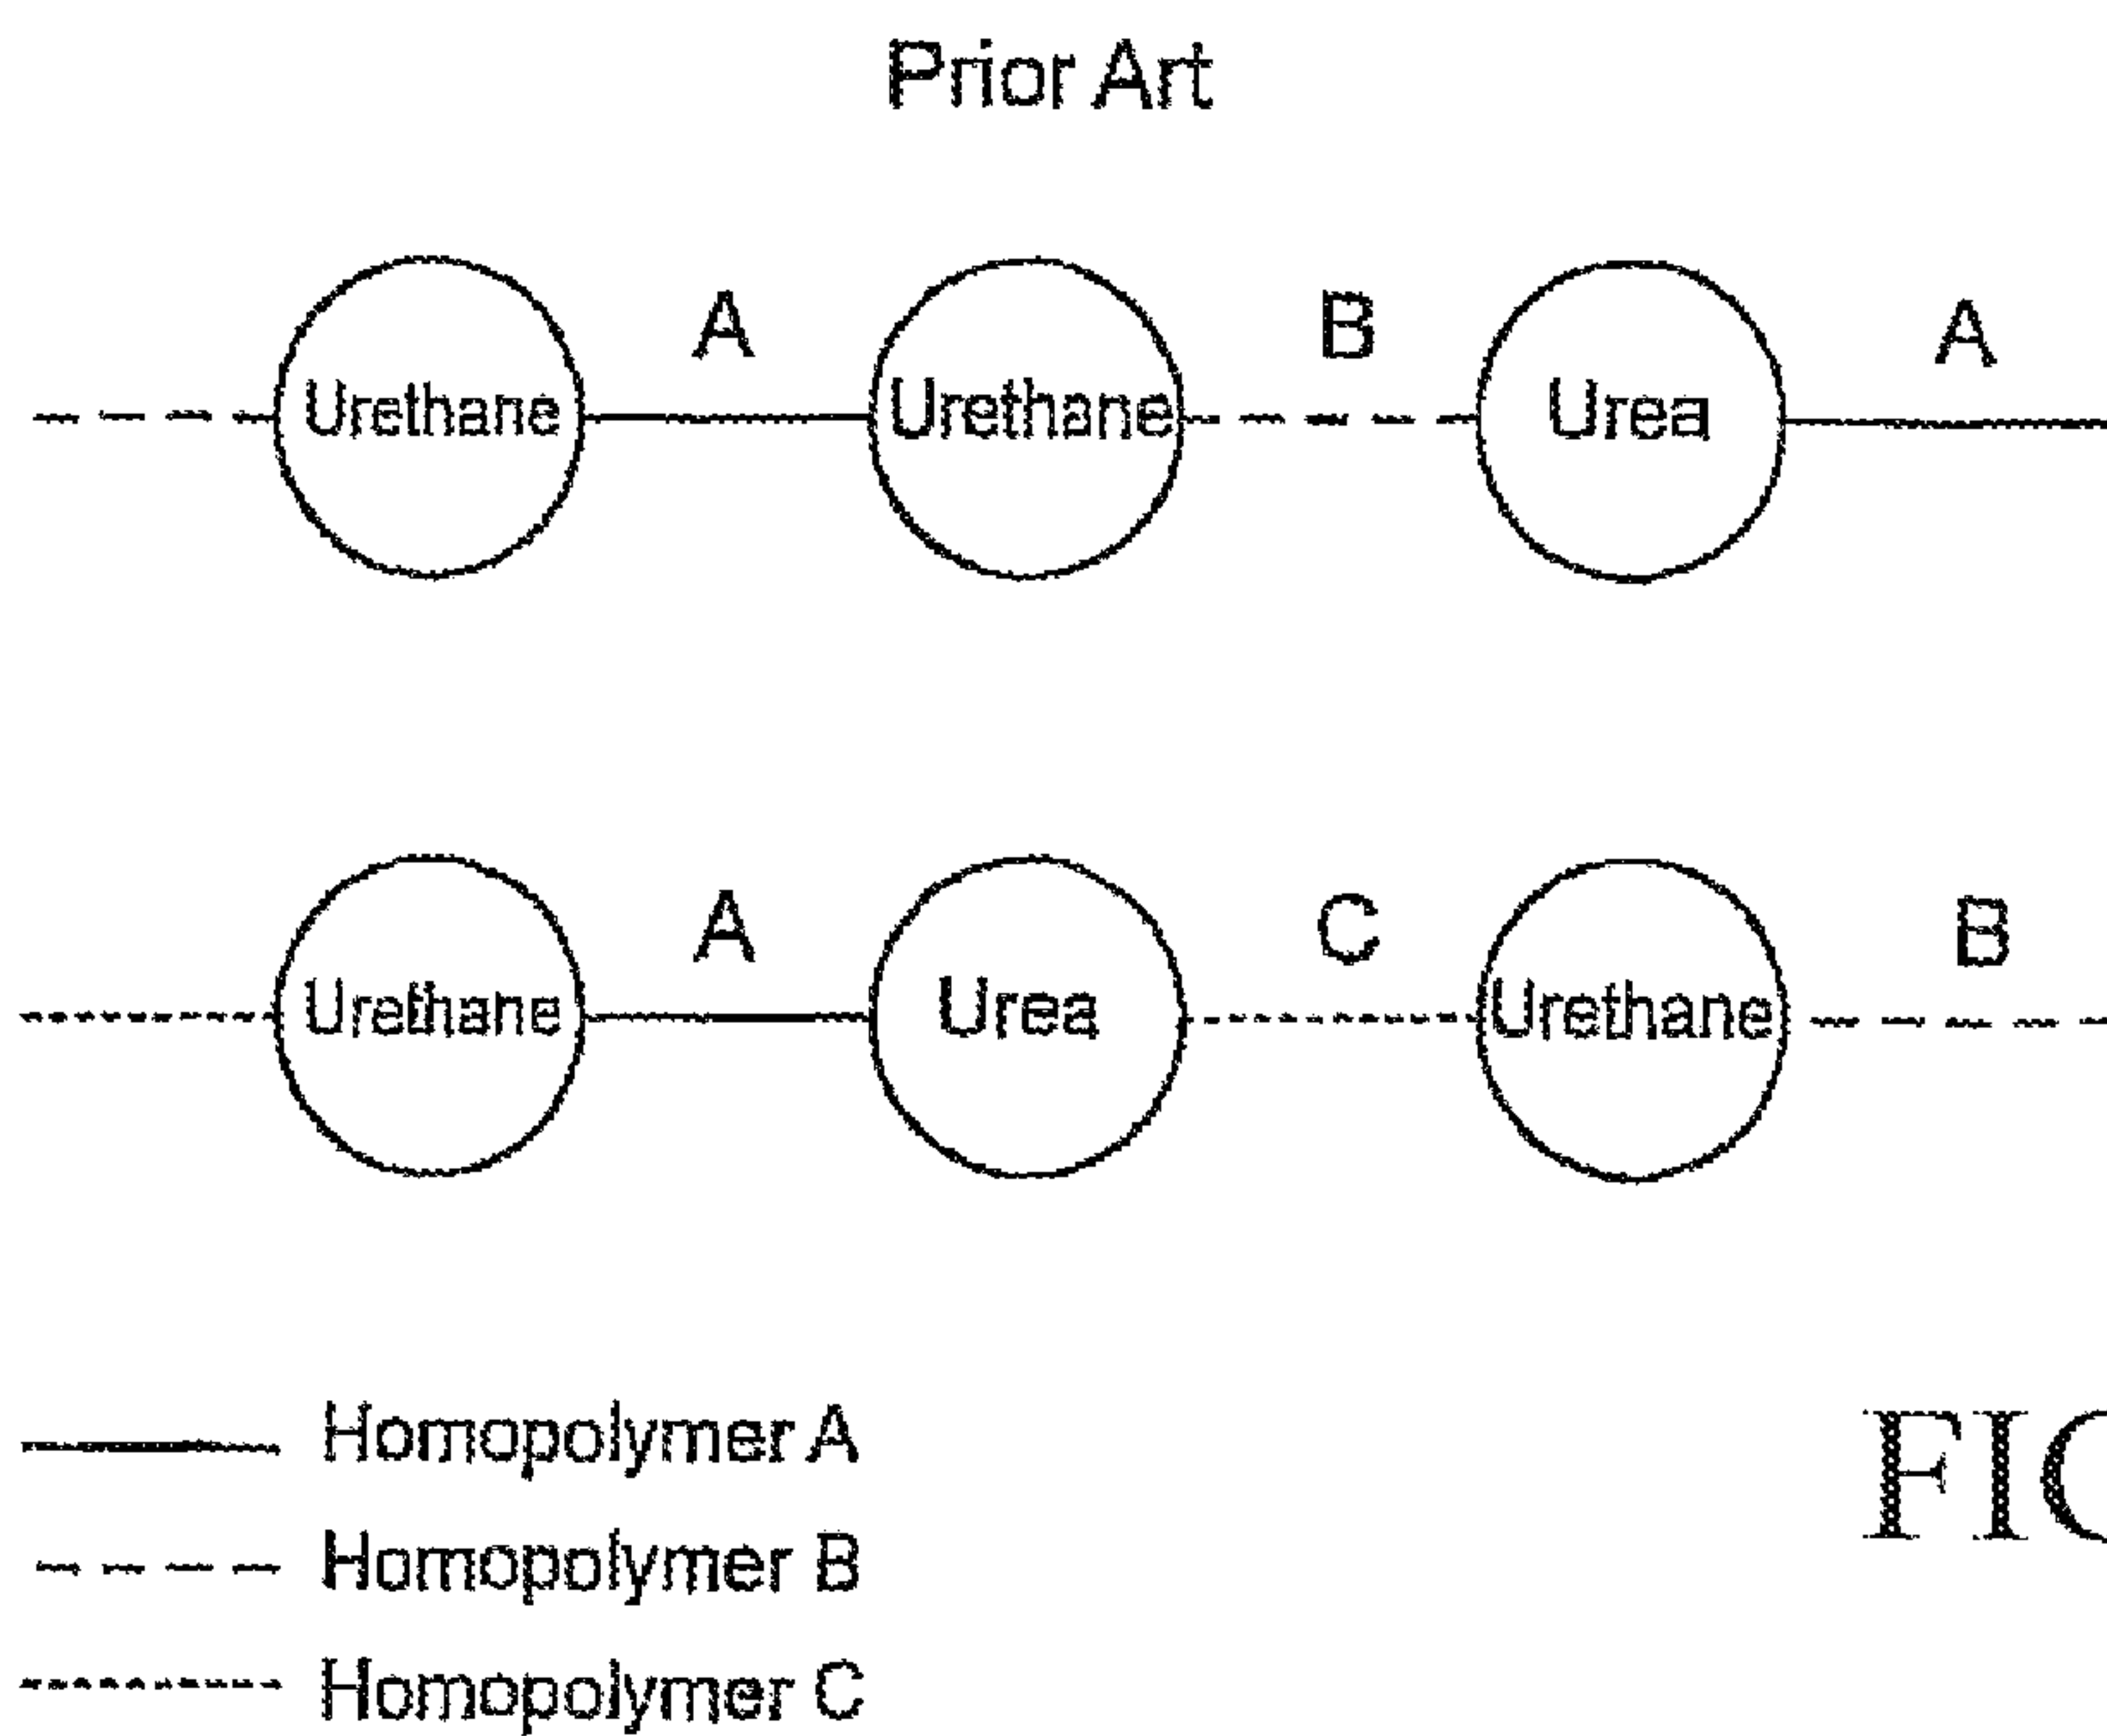 Prior Art
A B A
Urethane Urethane Urea
A C B
Urethane Urea Urethane
Homopolymer A
FIG
Homopolymer B
Homopolymer C